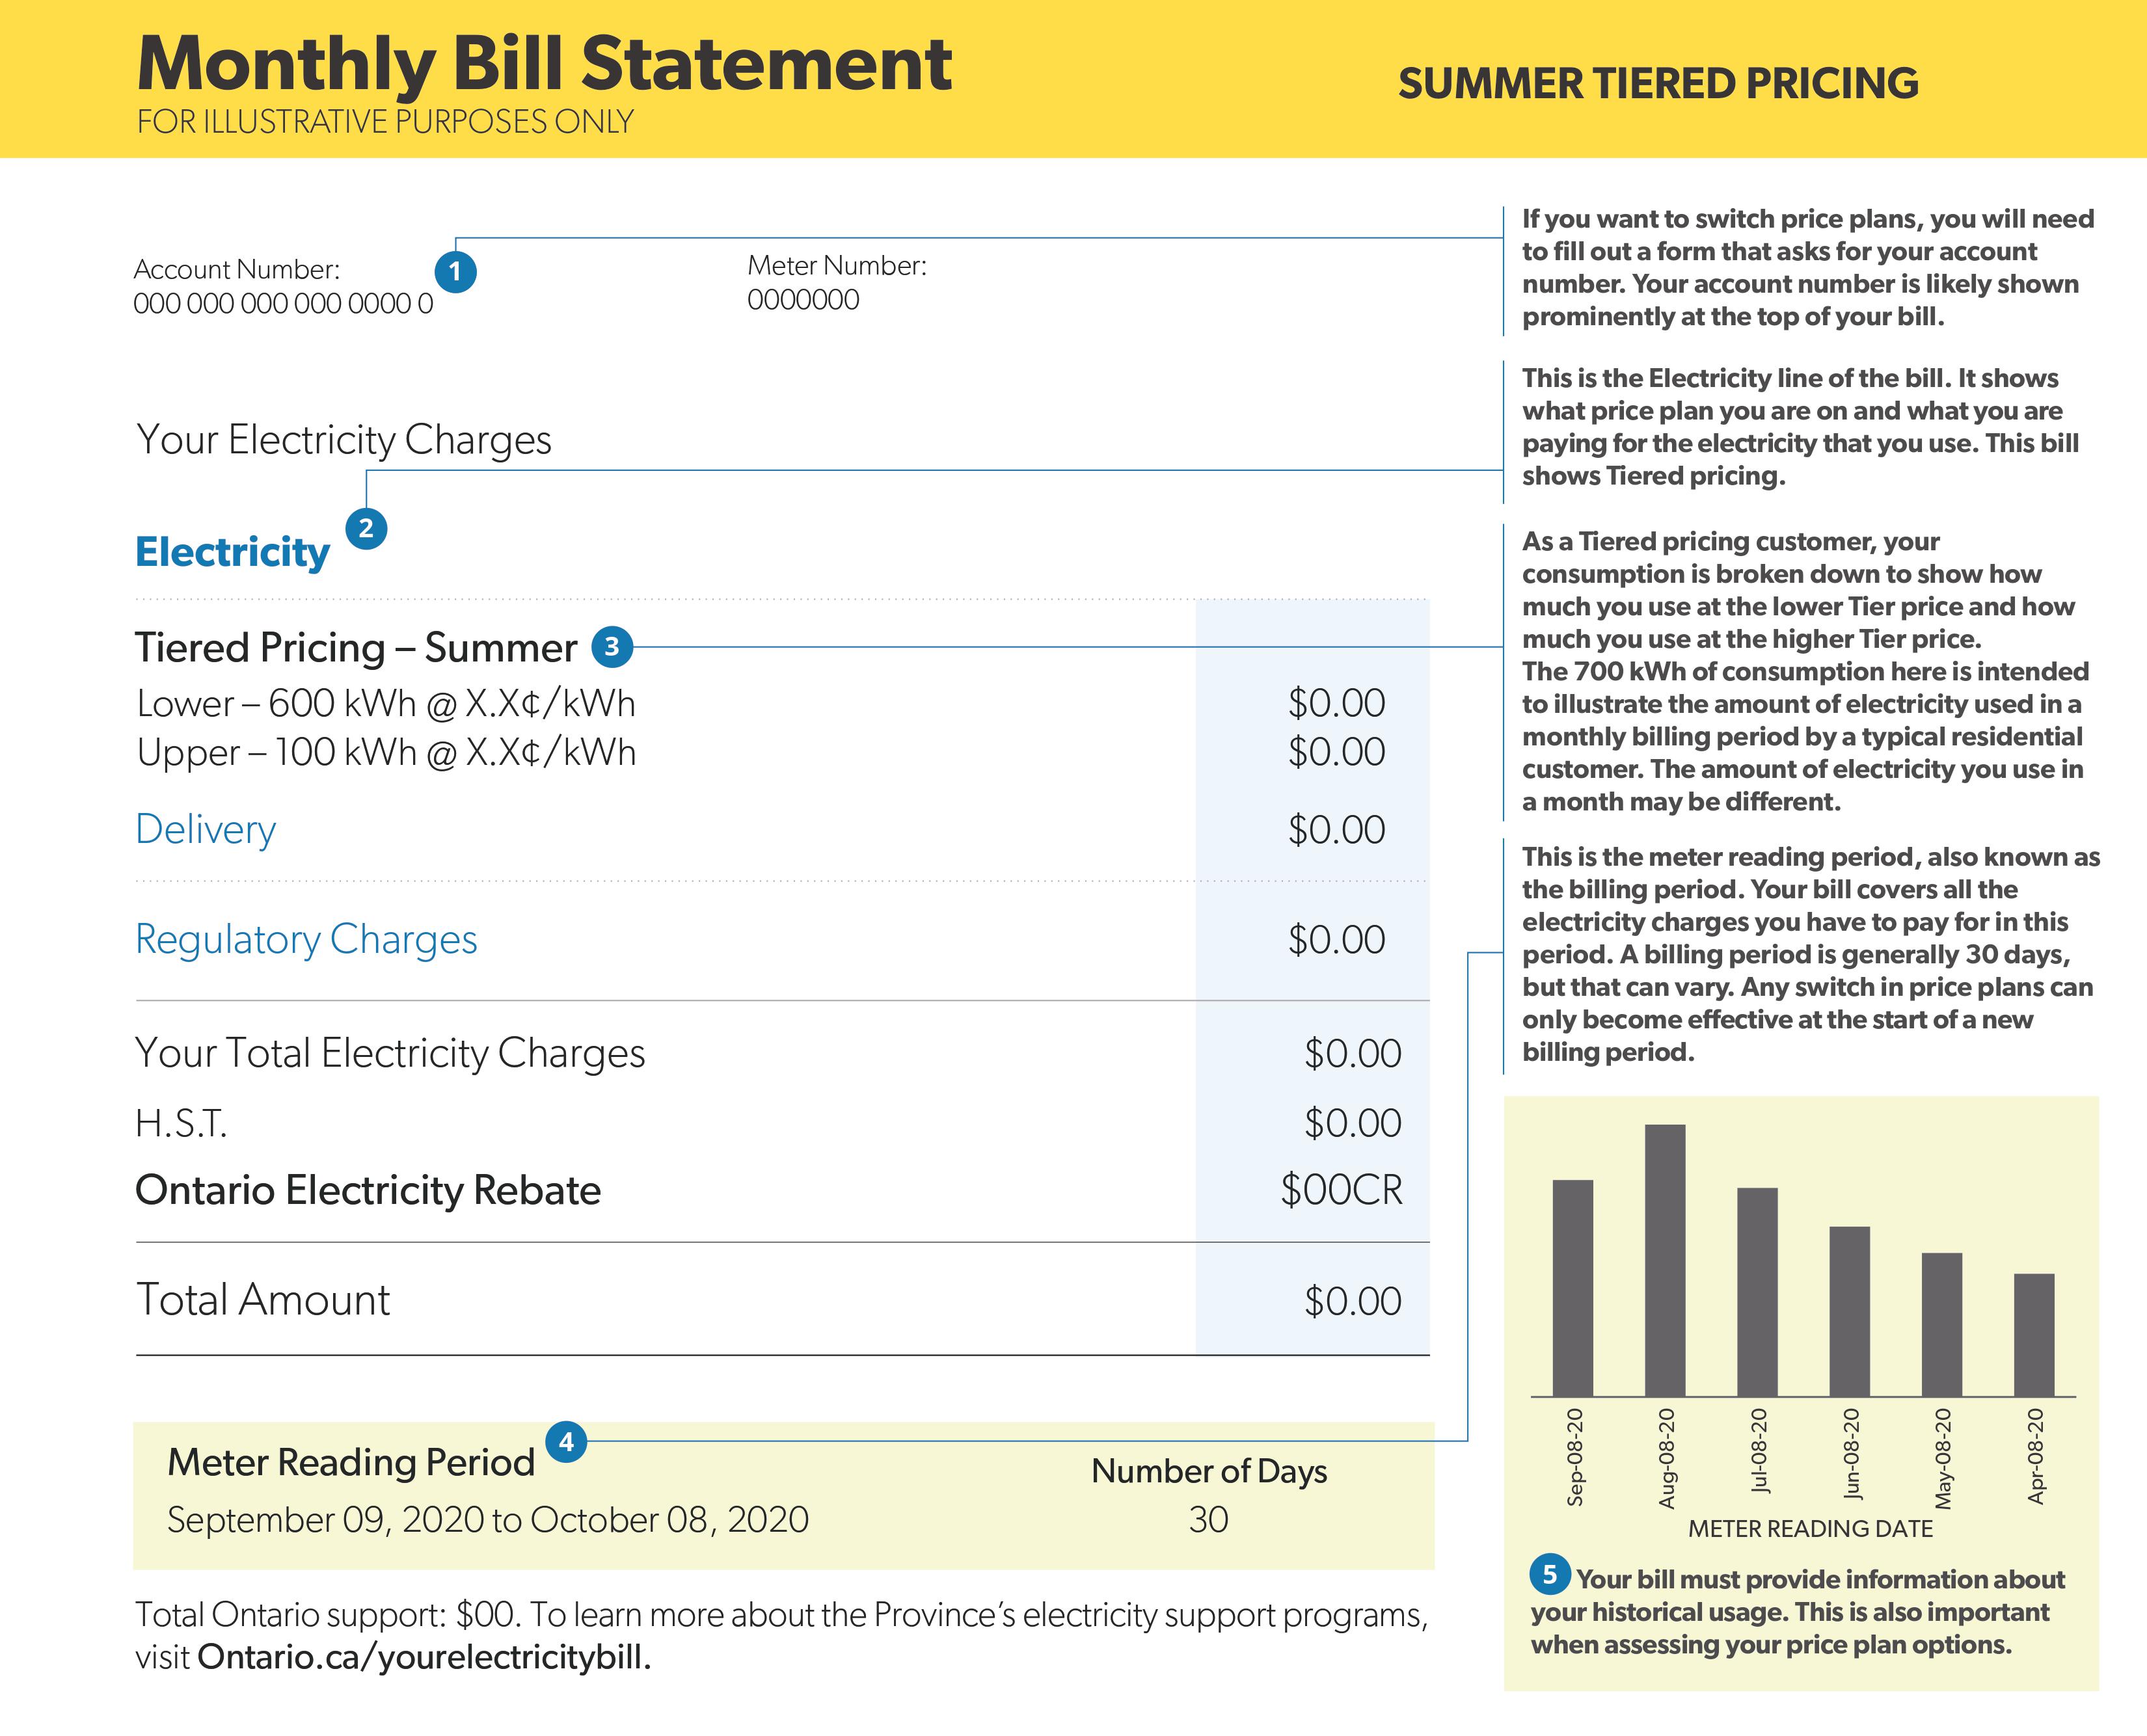 Monthly Bill Statement
FOR ILLUSTRATIVE PURPOSES ONLY
SUMMER TIERED PRICING
Account Number:
000 000 000 000 0000 0
1
Meter Number:
0000000
If you want to switch price plans, you will need
to fill out a form that asks for your account
number. Your account number is likely shown
prominently at the top of your bill.
Your Electricity Charges
2
This is the Electricity line of the bill. It shows
what price plan you are on and what you are
paying for the electricity that you use. This bill
shows Tiered pricing.
Electricity
Tiered Pricing – Summer 3
Lower – 600 kWh @ X.X¢/kWh $0.00
Upper – 100 kWh @ X.X¢/kWh $0.00
As a Tiered pricing customer, your
consumption is broken down to show how
much you use at the lower Tier price and how
much you use at the higher Tier price.
The 700 kWh of consumption here is intended
to illustrate the amount of electricity used in a
monthly billing period by a typical residential
customer. The amount of electricity you use in
a month may be different.
Delivery $0.00
Regulatory Charges $0.00
Your Total Electricity Charges $0.00
H.S.T. $0.00
Ontario Electricity Rebate $00CR
Total Amount $0.00
This is the meter reading period, also known as
the billing period. Your bill covers all the
electricity charges you have to pay for in this
period. A billing period is generally 30 days,
but that can vary. Any switch in price plans can
only become effective at the start of a new
billing period.
Meter Reading Period 4
September 09, 2020 to October 08, 2020
Number of Days
30
Sep-08-20
Aug-08-20
Jul-08-20
Jun-08-20
May-08-20
Apr-08-20
METER READING DATE
5 Your bill must provide information about
your historical usage. This is also important
when assessing your price plan options.
Total Ontario support: $00. To learn more about the Province’s electricity support programs,
visit Ontario.ca/yourelectricitybill.